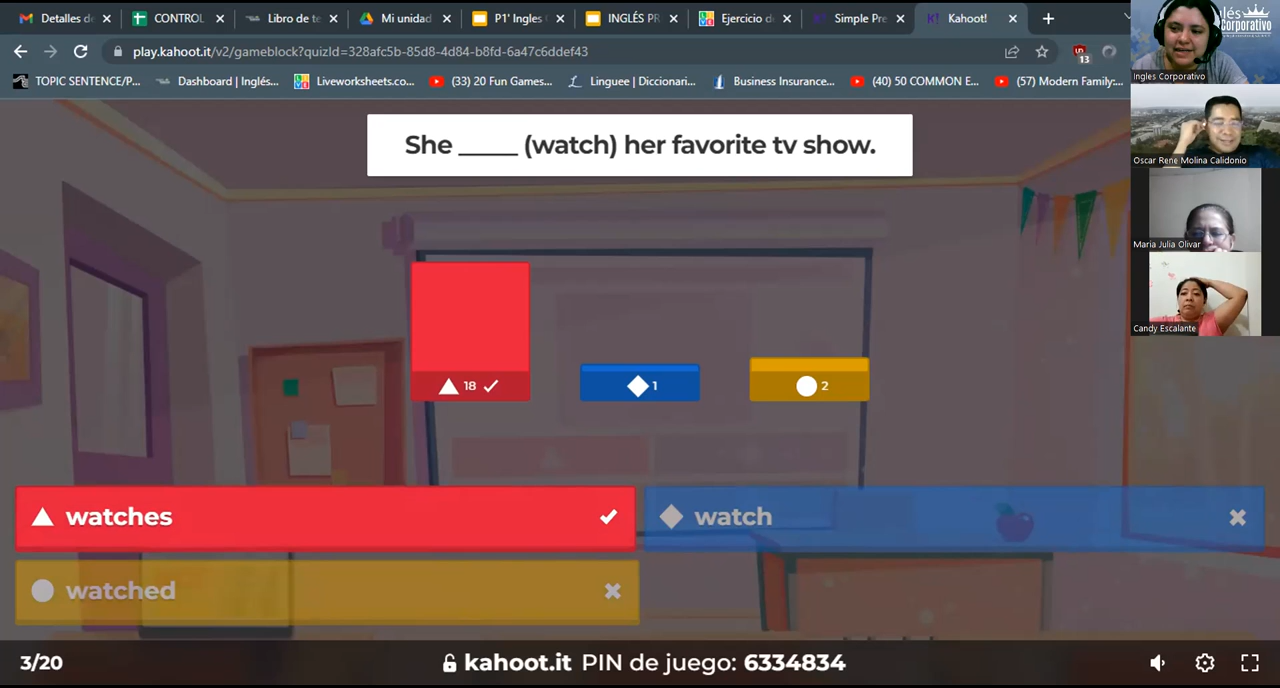 Detalles de
CONTROL
Libro de te
Mi unidad
P1' Ingles
INGLÉS PR
Ejercicio d
Simple Pre
Kahoot!
play.kahoot.it/v2/gameblock?quizId=328afc5b-85d8-4d84-b8fd-6a47c6ddef43
13
TOPIC SENTENCE/P...
Dashboard | Inglés...
Liveworksheets.co...
(33) 20 Fun Games...
Linguee | Diccionari...
Business Insurance...
(40) 50 COMMON E...
(57) Modern Family:...
lés
Corporativo
Ingles Corporativo
Oscar Rene Molina Calidonio
Maria Julia Olivar
Candy Escalante
She _____ (watch) her favorite tv show.
18
1
2
watches
watch
watched
3/20
kahoot.it PIN de juego: 6334834